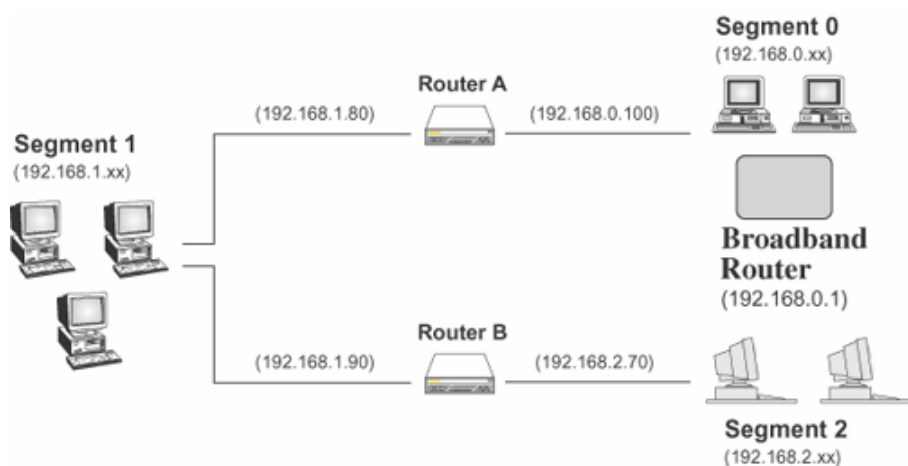 Segment 0
(192.168.0.xx)
Router A
(192.168.1.80)
(192.168.0.100)
Segment 1
(192.168.1.xx)
Broadband
Router
(192.168.0.1)
Router B
(192.168.1.90)
(192.168.2.70)
Segment 2
(192.168.2.xx)